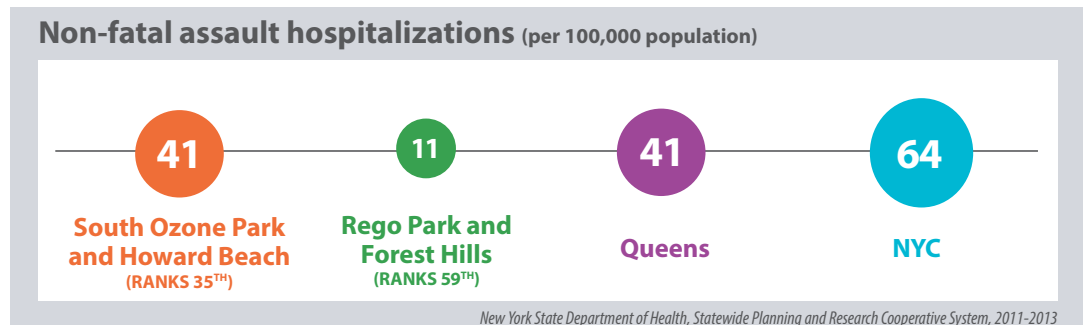 Non-fatal assault hospitalizations (per 100,000 population)
41
11
41
64
South Ozone Park
and Howard Beach
(RANKS 35TH)
Rego Park and
Forest Hills
(RANKS 59TH)
Queens
NYC
New York State Department of Health, Statewide Planning and Research Cooperative System, 2011-2013